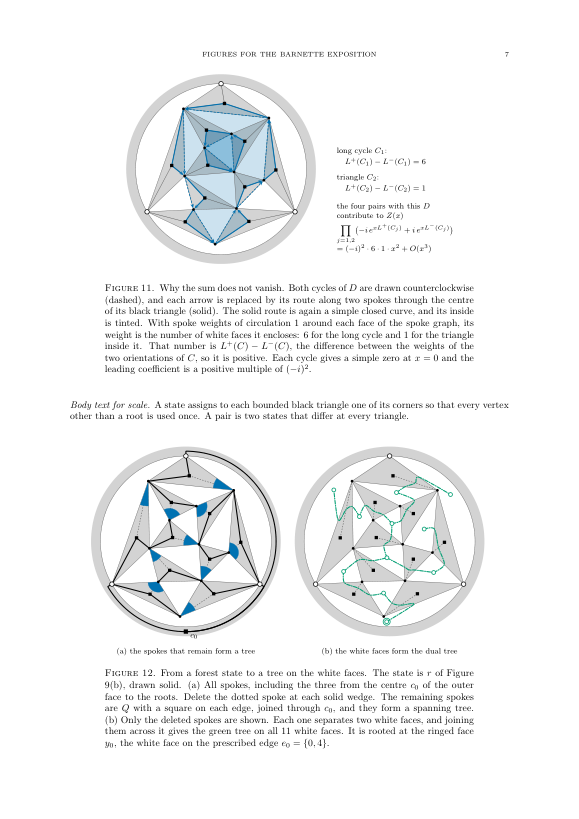 FIGURES FOR THE BARNETTE EXPOSITION 7
long cycle C₁:
L⁺(C₁) − L⁻(C₁) = 6
triangle C₂:
L⁺(C₂) − L⁻(C₂) = 1
the four pairs with this D
contribute to Z(x)
∏_{j=1,2} (−i e^{xL⁺(C_j)} + i e^{xL⁻(C_j)})
= (−i)² · 6 · 1 · x² + O(x³)
FIGURE 11. Why the sum does not vanish. Both cycles of D are drawn counterclockwise
(dashed), and each arrow is replaced by its route along two spokes through the centre
of its black triangle (solid). The solid route is again a simple closed curve, and its inside
is tinted. With spoke weights of circulation 1 around each face of the spoke graph, its
weight is the number of white faces it encloses: 6 for the long cycle and 1 for the triangle
inside it. That number is L⁺(C) − L⁻(C), the difference between the weights of the
two orientations of C, so it is positive. Each cycle gives a simple zero at x = 0 and the
leading coefficient is a positive multiple of (−i)².
Body text for scale. A state assigns to each bounded black triangle one of its corners so that every vertex
other than a root is used once. A pair is two states that differ at every triangle.
c₀
(a) the spokes that remain form a tree (b) the white faces form the dual tree
FIGURE 12. From a forest state to a tree on the white faces. The state is r of Figure
9(b), drawn solid. (a) All spokes, including the three from the centre c₀ of the outer
face to the roots. Delete the dotted spoke at each solid wedge. The remaining spokes
are Q with a square on each edge, joined through c₀, and they form a spanning tree.
(b) Only the deleted spokes are shown. Each one separates two white faces, and joining
them across it gives the green tree on all 11 white faces. It is rooted at the ringed face
y₀, the white face on the prescribed edge e₀ = {0, 4}.